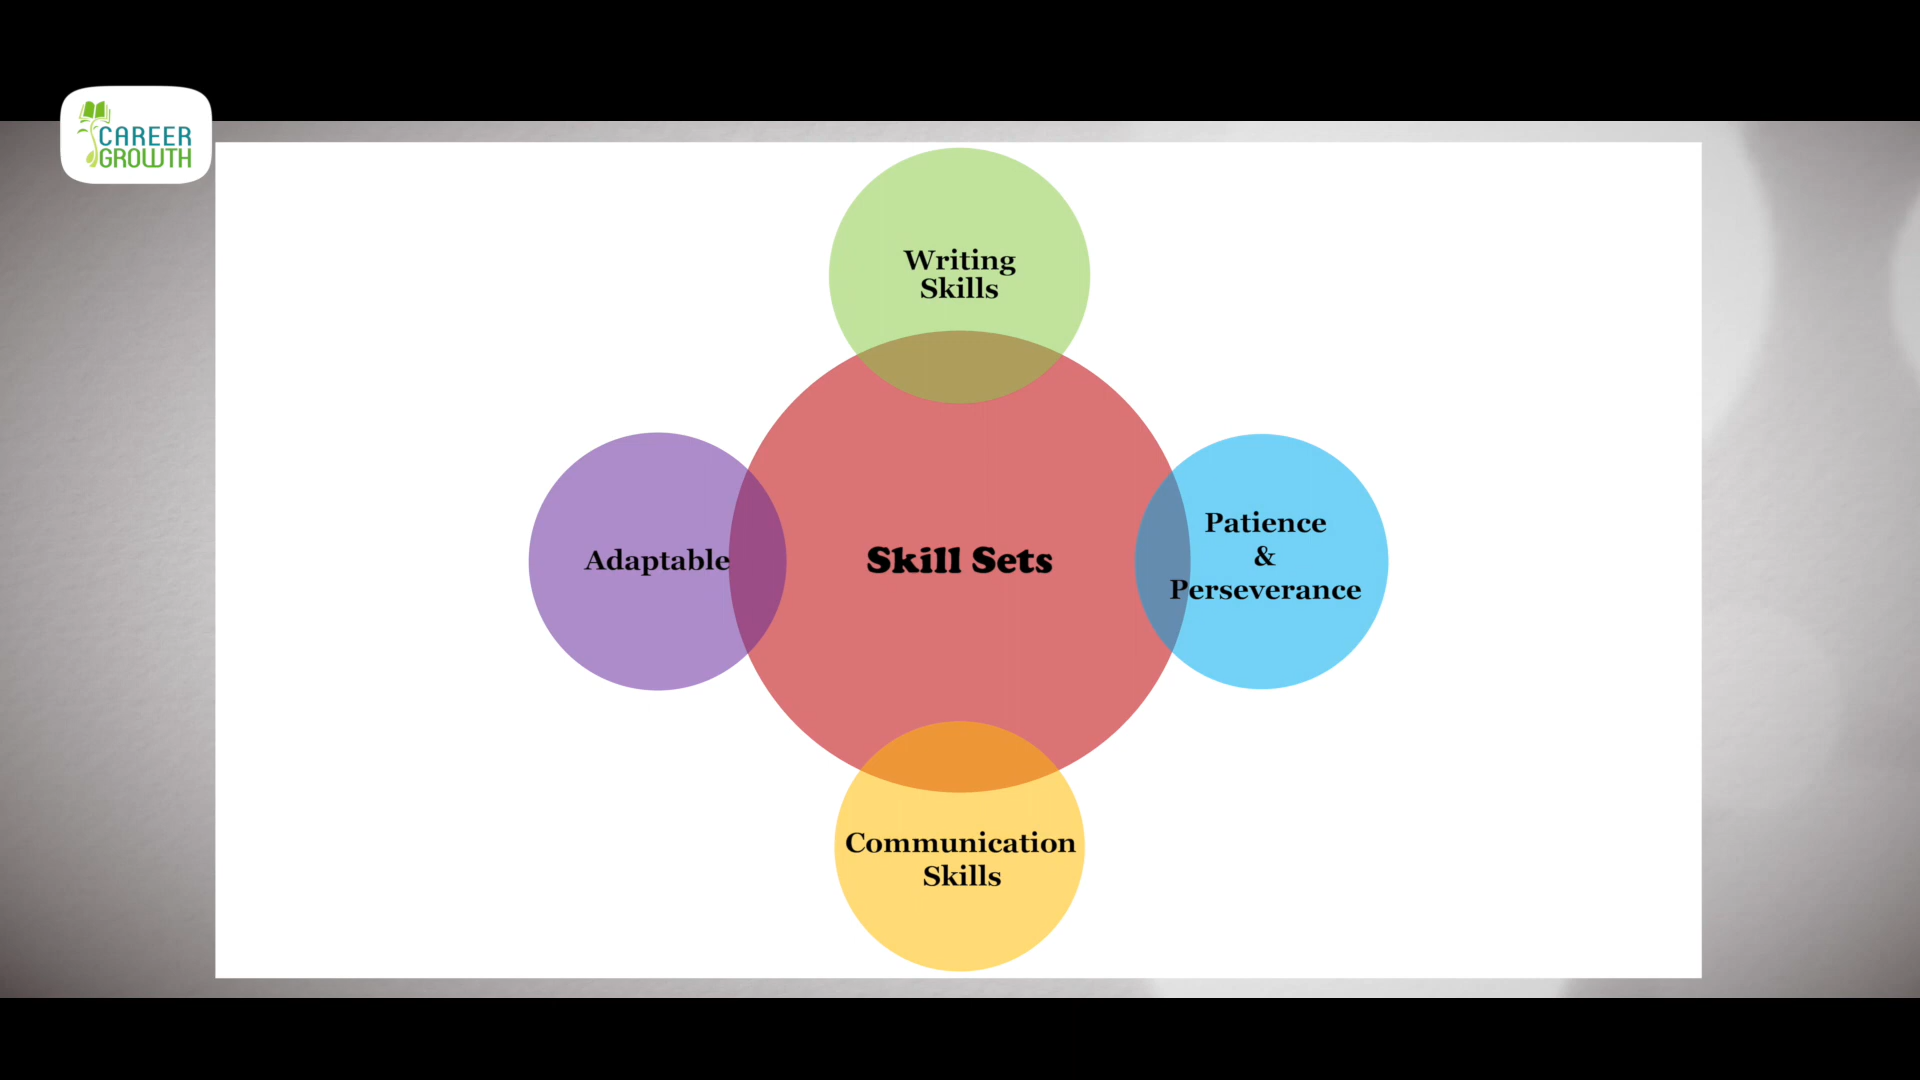 CAREER
GROWTH
Writing
Skills
Adaptable
Skill Sets
Patience
&
Perseverance
Communication
Skills